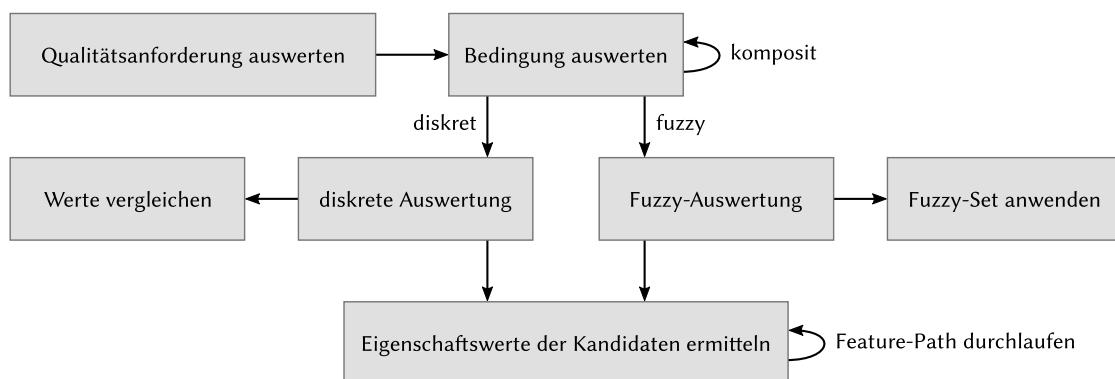 Qualitätsanforderung auswerten
Bedingung auswerten
komposit
diskret
fuzzy
Werte vergleichen
diskrete Auswertung
Fuzzy-Auswertung
Fuzzy-Set anwenden
Eigenschaftswerte der Kandidaten ermitteln
Feature-Path durchlaufen